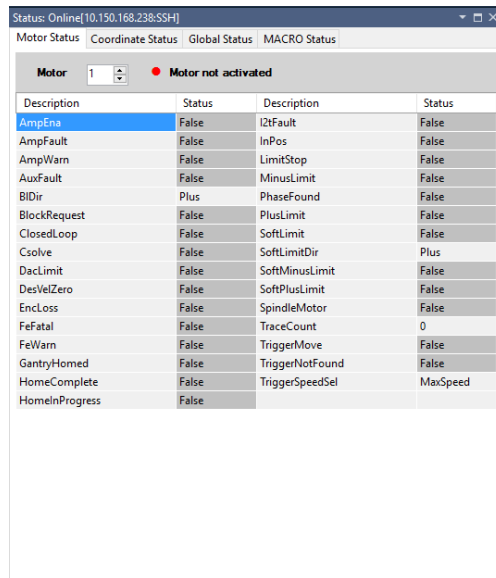 Status: Online[10.150.168.238:SSH]
Motor Status Coordinate Status Global Status MACRO Status
Motor 1 Motor not activated
Description Status Description Status
AmpEna False I2tFault False
AmpFault False InPos False
AmpWarn False LimitStop False
AuxFault False MinusLimit False
BlDir Plus PhaseFound False
BlockRequest False PlusLimit False
ClosedLoop False SoftLimit False
Csolve False SoftLimitDir Plus
DacLimit False SoftMinusLimit False
DesVelZero False SoftPlusLimit False
EncLoss False SpindleMotor False
FeFatal False TraceCount 0
FeWarn False TriggerMove False
GantryHomed False TriggerNotFound False
HomeComplete False TriggerSpeedSel MaxSpeed
HomeInProgress False